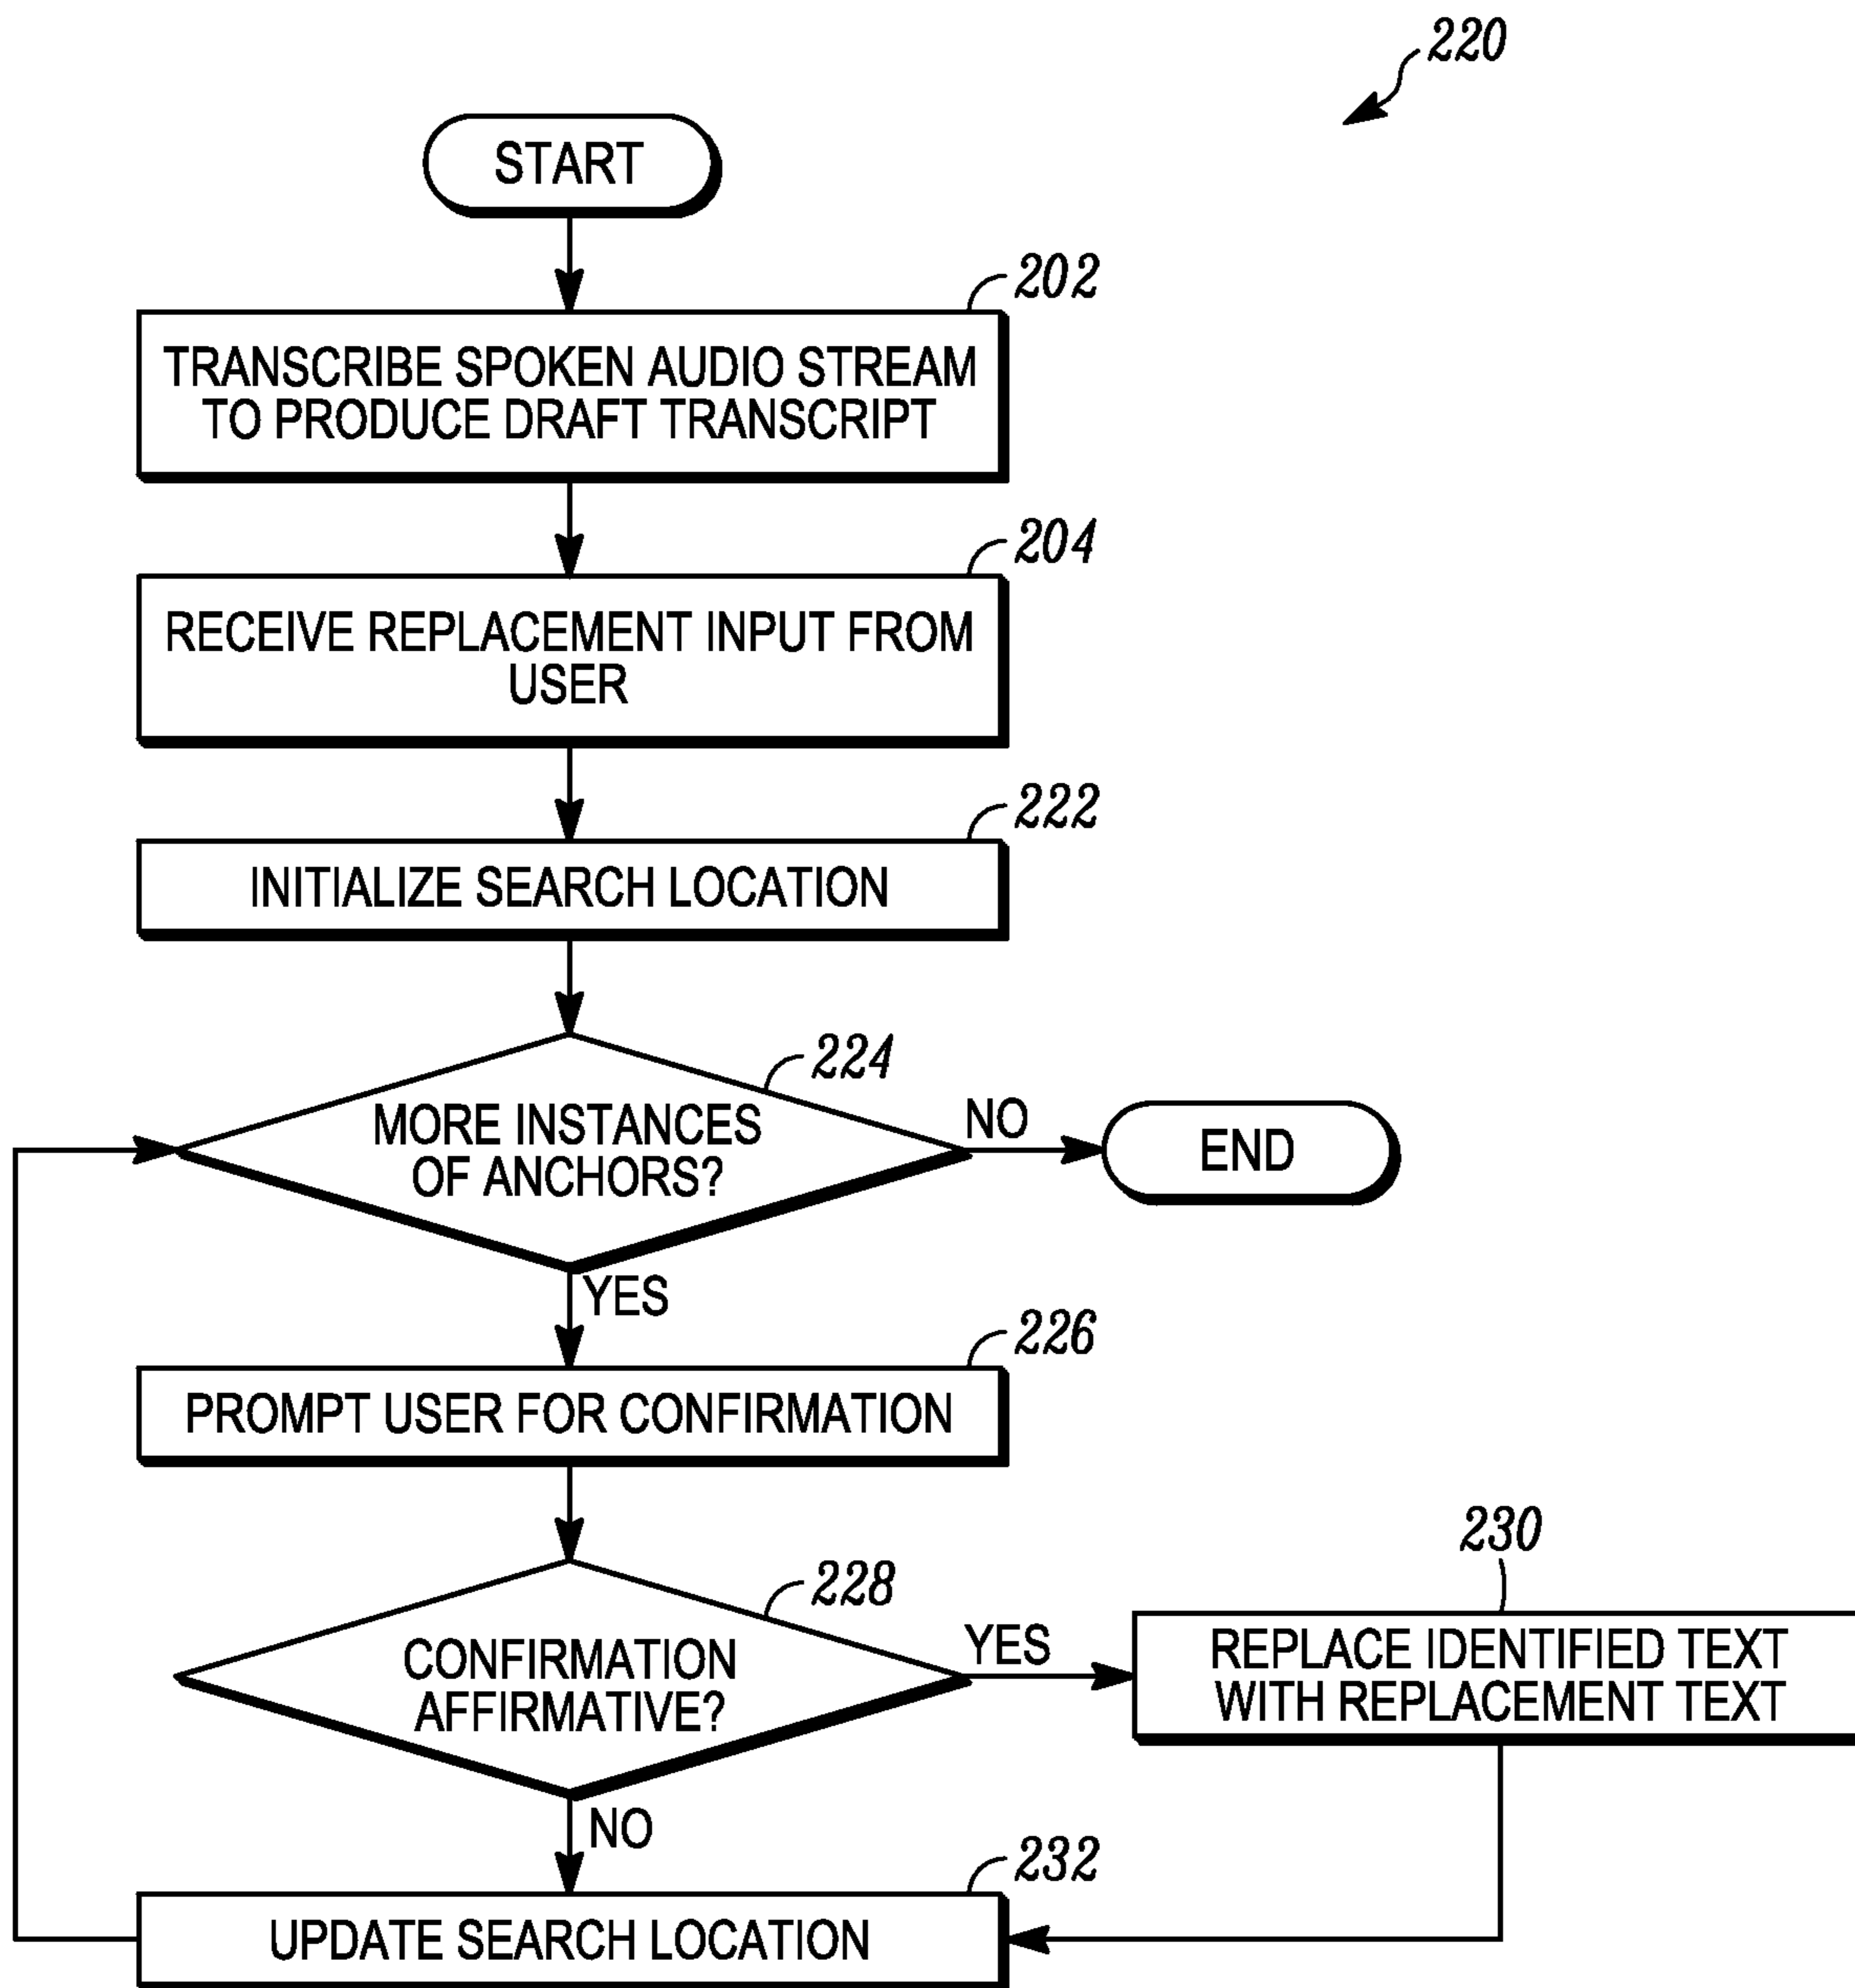 220
START
202
TRANSCRIBE SPOKEN AUDIO STREAM
TO PRODUCE DRAFT TRANSCRIPT
204
RECEIVE REPLACEMENT INPUT FROM
USER
222
INITIALIZE SEARCH LOCATION
224
MORE INSTANCES
OF ANCHORS?
NO
END
YES
226
PROMPT USER FOR CONFIRMATION
228
CONFIRMATION
AFFIRMATIVE?
YES
230
REPLACE IDENTIFIED TEXT
WITH REPLACEMENT TEXT
NO
232
UPDATE SEARCH LOCATION